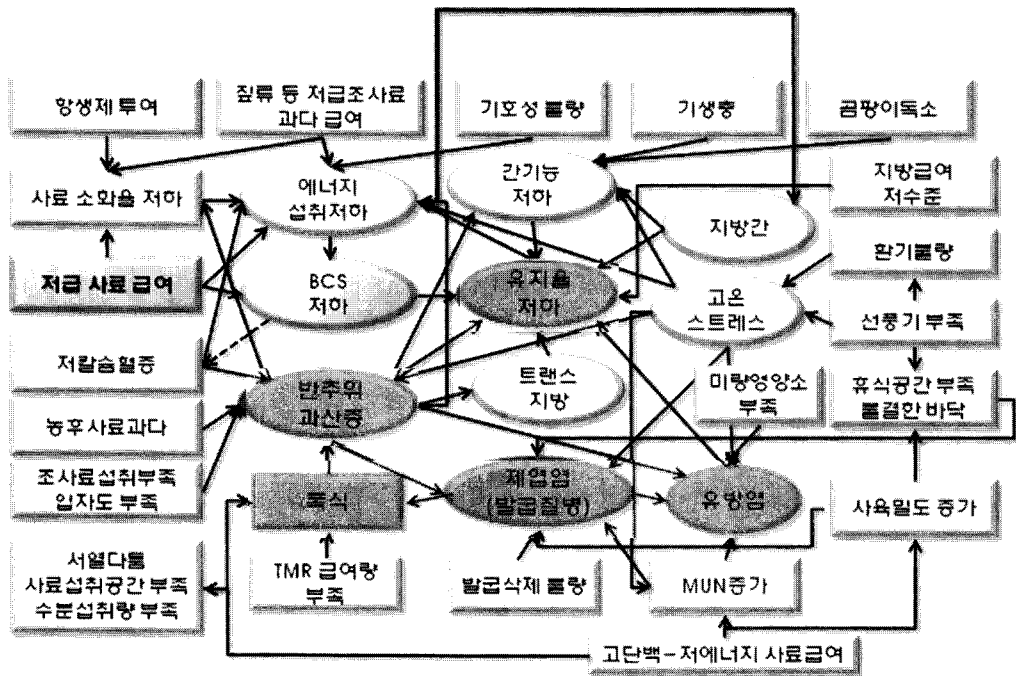 항생제 투여
짚류 등 저급조사료
과다 급여
기호성 불량
기생충
곰팡이독소
사료 소화율 저하
에너지
섭취저하
간기능
저하
지방급여
저수준
지방간
저급 사료 급여
BCS
저하
유지율
저하
고온
스트레스
환기불량
선풍기 부족
저칼슘혈증
반추위
과산증
트랜스
지방
미량영양소
부족
휴식공간 부족
불결한 바닥
농후사료과다
조사료섭취부족
입자도 부족
폭식
제엽염
(발굽질병)
유방염
사육밀도 증가
서열다툼
사료섭취공간 부족
수분섭취량 부족
TMR 급여량
부족
발굽삭제 불량
MUN증가
고단백-저에너지 사료급여